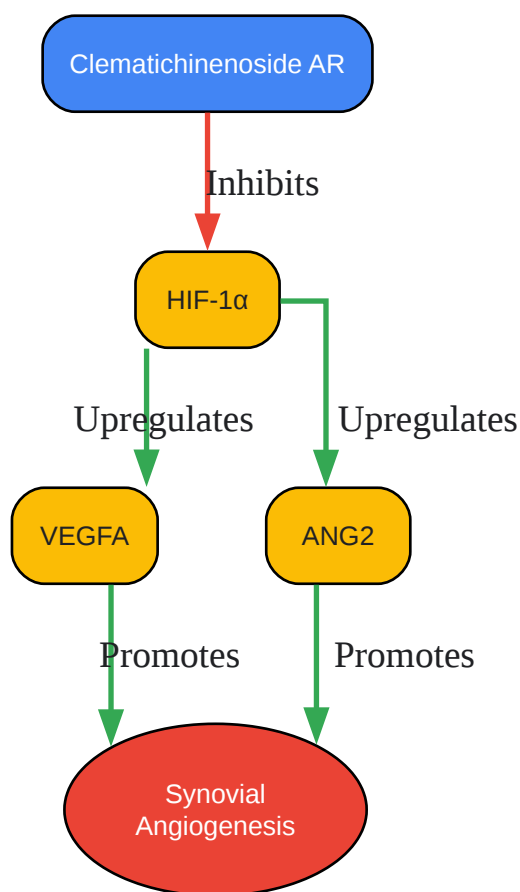 Clematichinenoside AR
Inhibits
HIF-1α
Upregulates
Upregulates
VEGFA
ANG2
Promotes
Promotes
Synovial
Angiogenesis